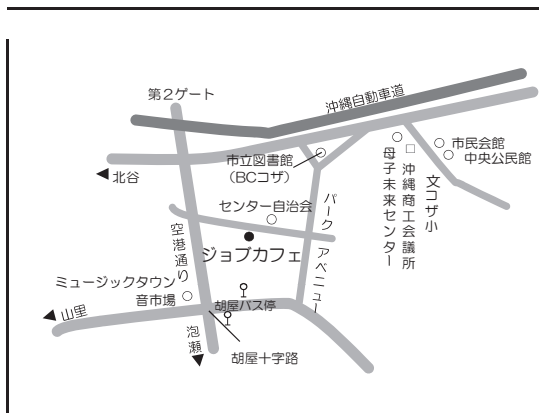 第2ゲート
沖縄自動車道
市立図書館
(BCコザ)
北谷
センター自治会
ジョブカフェ
空港通り
パークアベニュー
母子未来センター
沖縄商工会議所
文コザ小
市民会館
中央公民館
ミュージックタウン
音市場
胡屋バス停
山里
泡瀬
胡屋十字路